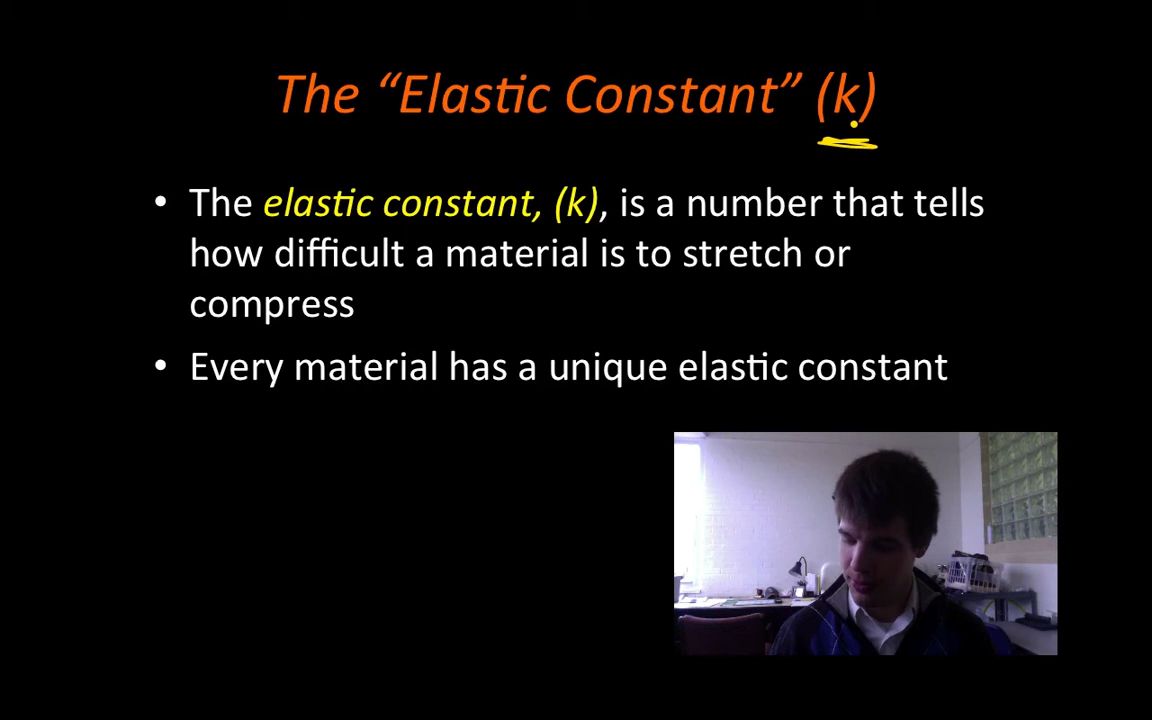 The “Elastic Constant” (k)
• The elastic constant, (k), is a number that tells
how difficult a material is to stretch or
compress
• Every material has a unique elastic constant